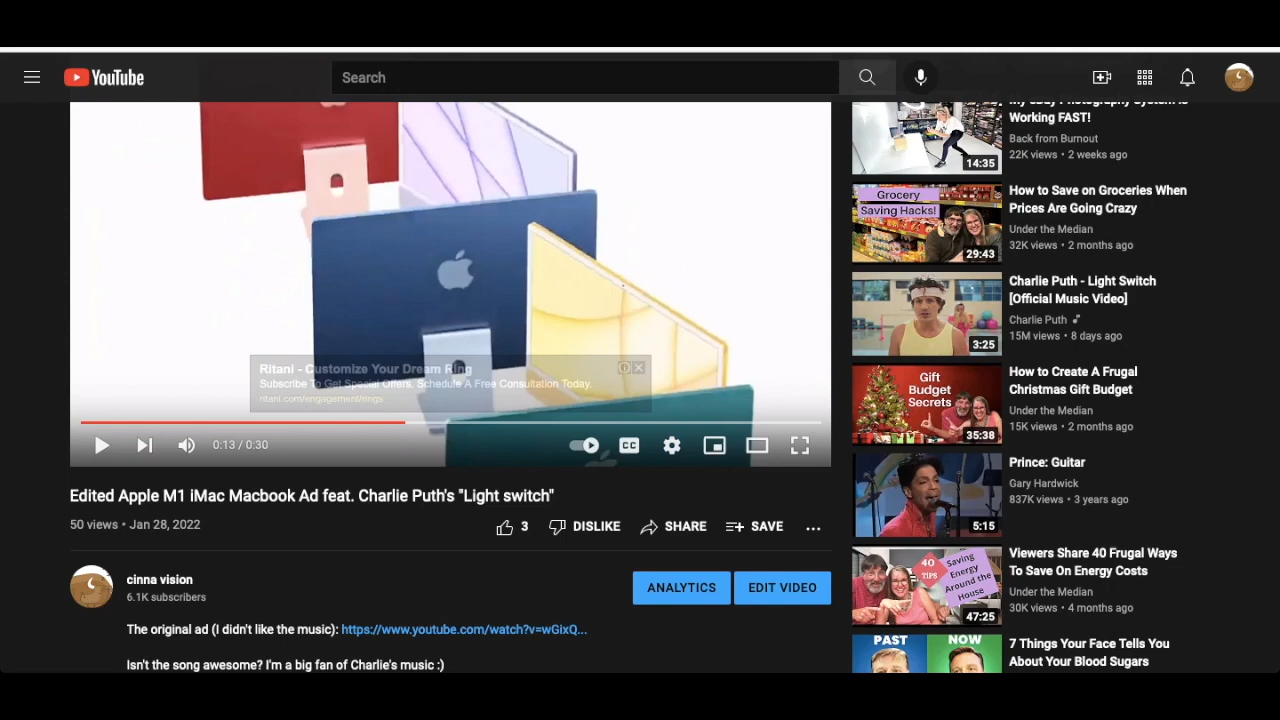 YouTube
Search
Ritani - Customize Your Dream Ring
Subscribe To Get Special Offers. Schedule A Free Consultation Today.
ritani.com/engagement/rings
0:13 / 0:30
CC
Edited Apple M1 iMac Macbook Ad feat. Charlie Puth's "Light switch"
50 views • Jan 28, 2022
3
DISLIKE
SHARE
SAVE
cinna vision
6.1K subscribers
ANALYTICS
EDIT VIDEO
The original ad (I didn't like the music): https://www.youtube.com/watch?v=wGixQ...
Isn't the song awesome? I'm a big fan of Charlie's music :)
My eBay Photography System is
Working FAST!
Back from Burnout
22K views • 2 weeks ago
14:35
Grocery
Saving Hacks!
29:43
How to Save on Groceries When
Prices Are Going Crazy
Under the Median
32K views • 2 months ago
3:25
Charlie Puth - Light Switch
[Official Music Video]
Charlie Puth
15M views • 8 days ago
Gift
Budget
Secrets
35:38
How to Create A Frugal
Christmas Gift Budget
Under the Median
15K views • 2 months ago
5:15
Prince: Guitar
Gary Hardwick
837K views • 3 years ago
40
TIPS
Saving
Energy
Around the
House
47:25
Viewers Share 40 Frugal Ways
To Save On Energy Costs
Under the Median
30K views • 4 months ago
PAST
NOW
7 Things Your Face Tells You
About Your Blood Sugars